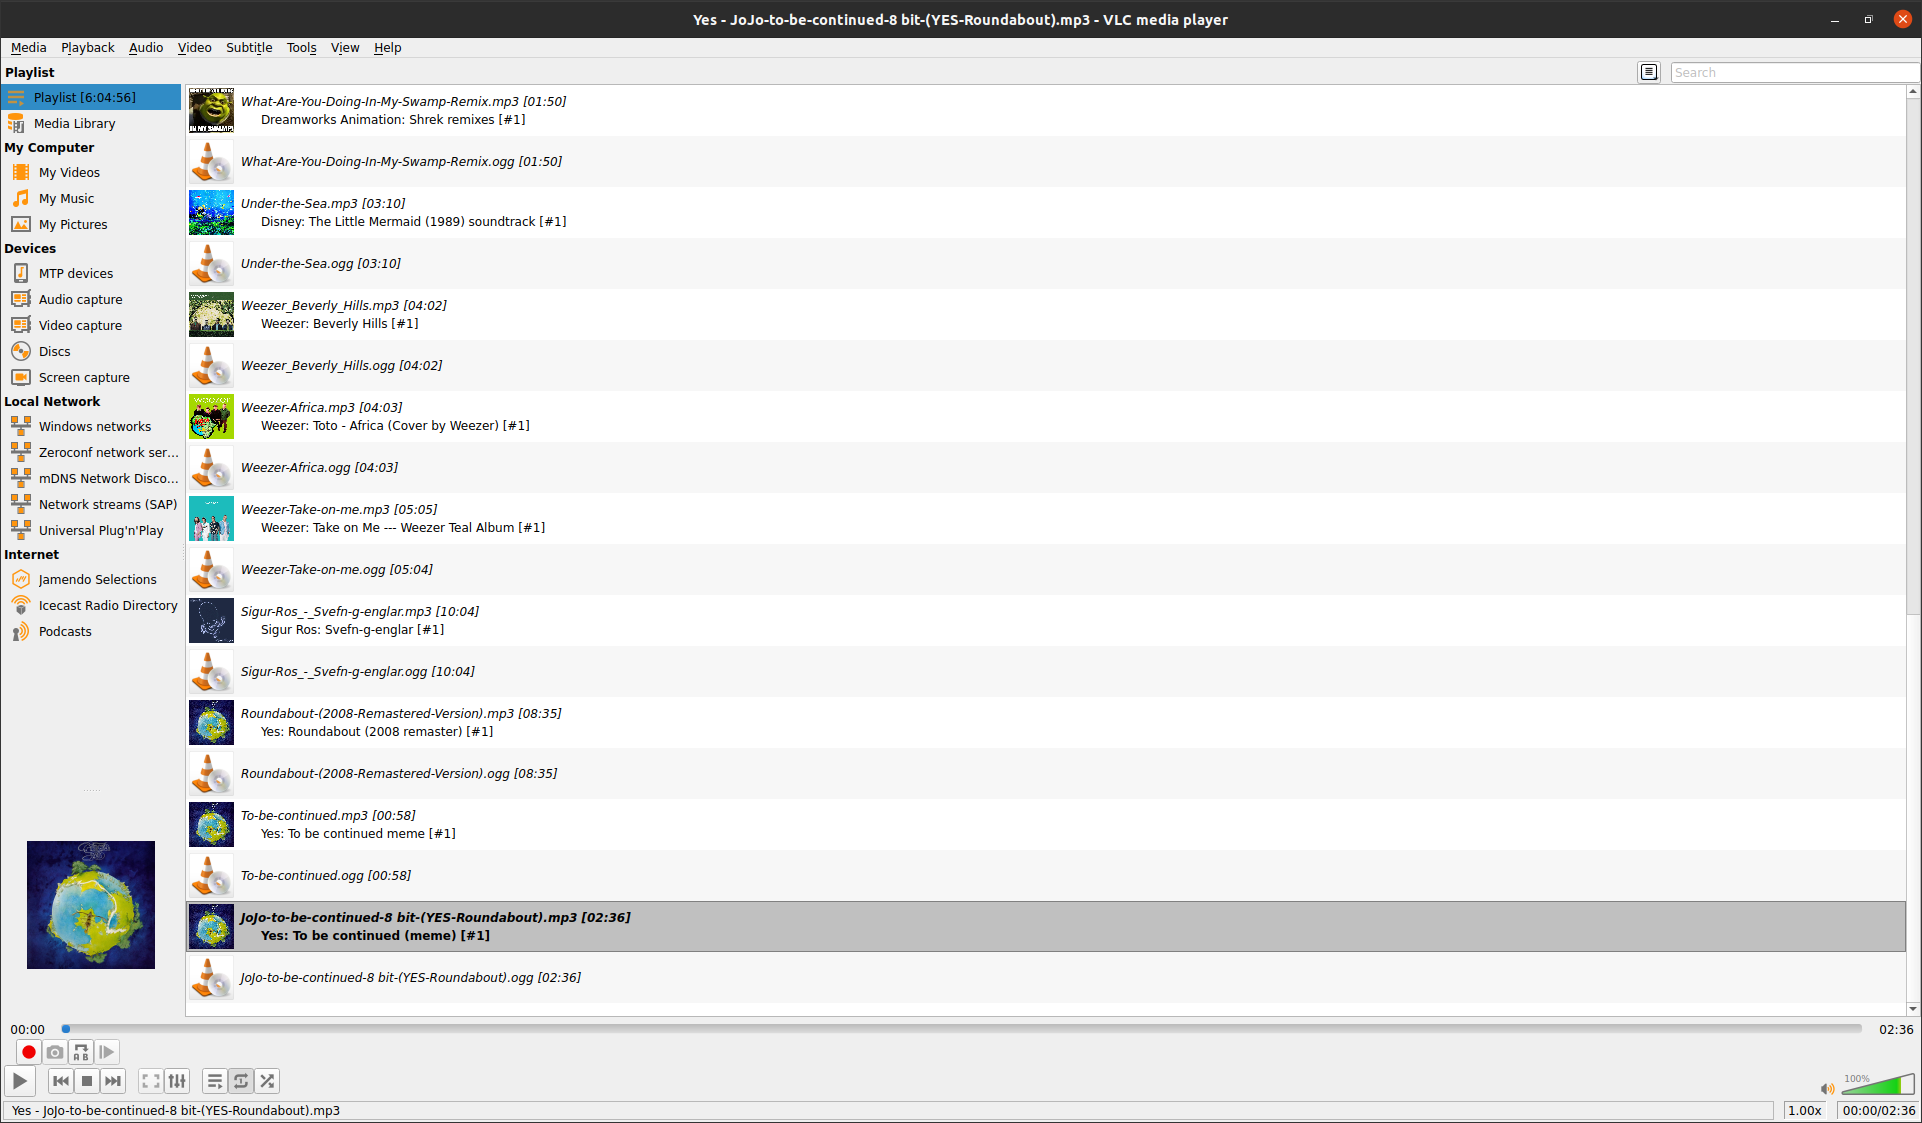 Yes - JoJo-to-be-continued-8 bit-(YES-Roundabout).mp3 - VLC media player
Media Playback Audio Video Subtitle Tools View Help
Playlist
Search
Playlist [6:04:56]
Media Library
My Computer
My Videos
My Music
My Pictures
Devices
MTP devices
Audio capture
Video capture
Discs
Screen capture
Local Network
Windows networks
Zeroconf network ser...
mDNS Network Disco...
Network streams (SAP)
Universal Plug'n'Play
Internet
Jamendo Selections
Icecast Radio Directory
Podcasts
What-Are-You-Doing-In-My-Swamp-Remix.mp3 [01:50]
Dreamworks Animation: Shrek remixes [#1]
What-Are-You-Doing-In-My-Swamp-Remix.ogg [01:50]
Under-the-Sea.mp3 [03:10]
Disney: The Little Mermaid (1989) soundtrack [#1]
Under-the-Sea.ogg [03:10]
Weezer_Beverly_Hills.mp3 [04:02]
Weezer: Beverly Hills [#1]
Weezer_Beverly_Hills.ogg [04:02]
Weezer-Africa.mp3 [04:03]
Weezer: Toto - Africa (Cover by Weezer) [#1]
Weezer-Africa.ogg [04:03]
Weezer-Take-on-me.mp3 [05:05]
Weezer: Take on Me --- Weezer Teal Album [#1]
Weezer-Take-on-me.ogg [05:04]
Sigur-Ros_-_Svefn-g-englar.mp3 [10:04]
Sigur Ros: Svefn-g-englar [#1]
Sigur-Ros_-_Svefn-g-englar.ogg [10:04]
Roundabout-(2008-Remastered-Version).mp3 [08:35]
Yes: Roundabout (2008 remaster) [#1]
Roundabout-(2008-Remastered-Version).ogg [08:35]
To-be-continued.mp3 [00:58]
Yes: To be continued meme [#1]
To-be-continued.ogg [00:58]
JoJo-to-be-continued-8 bit-(YES-Roundabout).mp3 [02:36]
Yes: To be continued (meme) [#1]
JoJo-to-be-continued-8 bit-(YES-Roundabout).ogg [02:36]
00:00 02:36
A B
100%
Yes - JoJo-to-be-continued-8 bit-(YES-Roundabout).mp3 1.00x 00:00/02:36